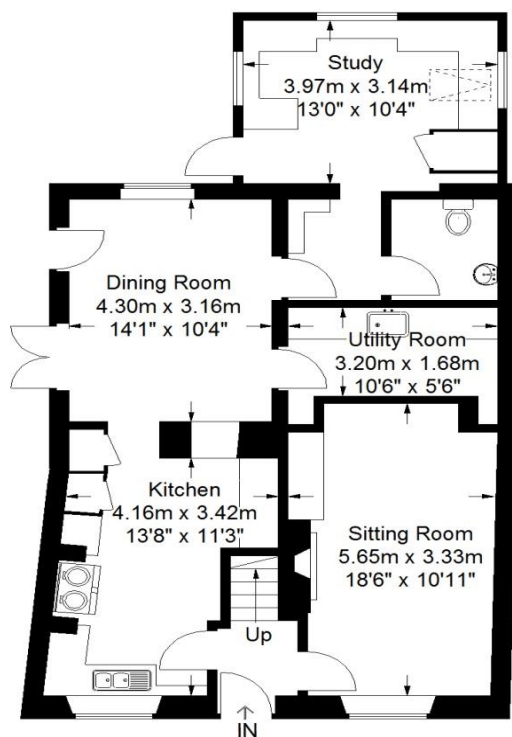 Study
3.97m x 3.14m
13'0" x 10'4"
Dining Room
4.30m x 3.16m
14'1" x 10'4"
Utility Room
3.20m x 1.68m
10'6" x 5'6"
Kitchen
4.16m x 3.42m
13'8" x 11'3"
Sitting Room
5.65m x 3.33m
18'6" x 10'11"
Up
IN